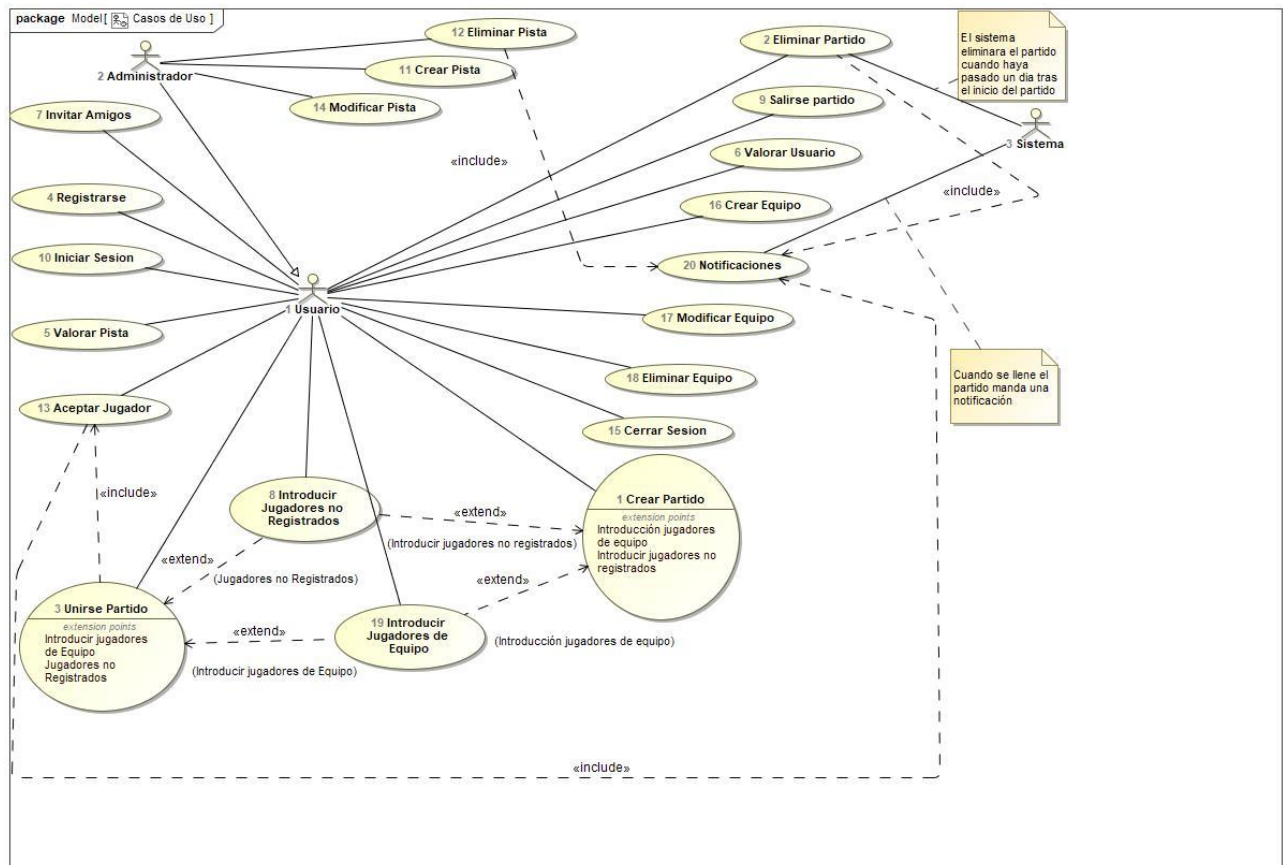 package Model[ Casos de Uso ]
12 Eliminar Pista
2 Eliminar Partido
El sistema
eliminara el partido
cuando haya
pasado un dia tras
el inicio del partido
2 Administrador
11 Crear Pista
14 Modificar Pista
7 Invitar Amigos
9 Salirse partido
3 Sistema
«include»
6 Valorar Usuario
4 Registrarse
«include»
16 Crear Equipo
10 Iniciar Sesion
20 Notificaciones
1 Usuario
5 Valorar Pista
17 Modificar Equipo
18 Eliminar Equipo
Cuando se llene el
partido manda una
notificación
13 Aceptar Jugador
15 Cerrar Sesion
«include»
8 Introducir
Jugadores no
Registrados
«extend»
(Introducir jugadores no registrados)
1 Crear Partido
extension points
Introducción jugadores
de equipo
Introducir jugadores no
registrados
«extend»
(Jugadores no Registrados)
«extend»
3 Unirse Partido
extension points
Introducir jugadores
de Equipo
Jugadores no
Registrados
«extend»
(Introducir jugadores de Equipo)
19 Introducir
Jugadores de
Equipo
(Introducción jugadores de equipo)
«include»